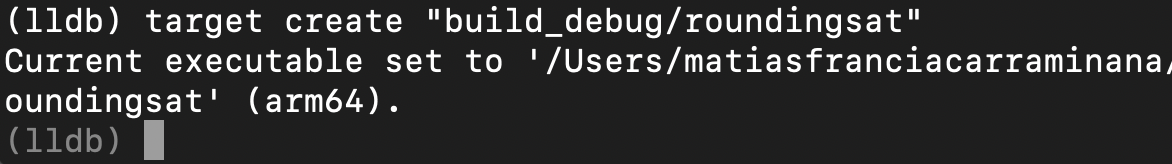 (lldb) target create "build_debug/roundingsat"
Current executable set to '/Users/matiasfranciacarraminana/
oundingsat' (arm64).
(lldb)